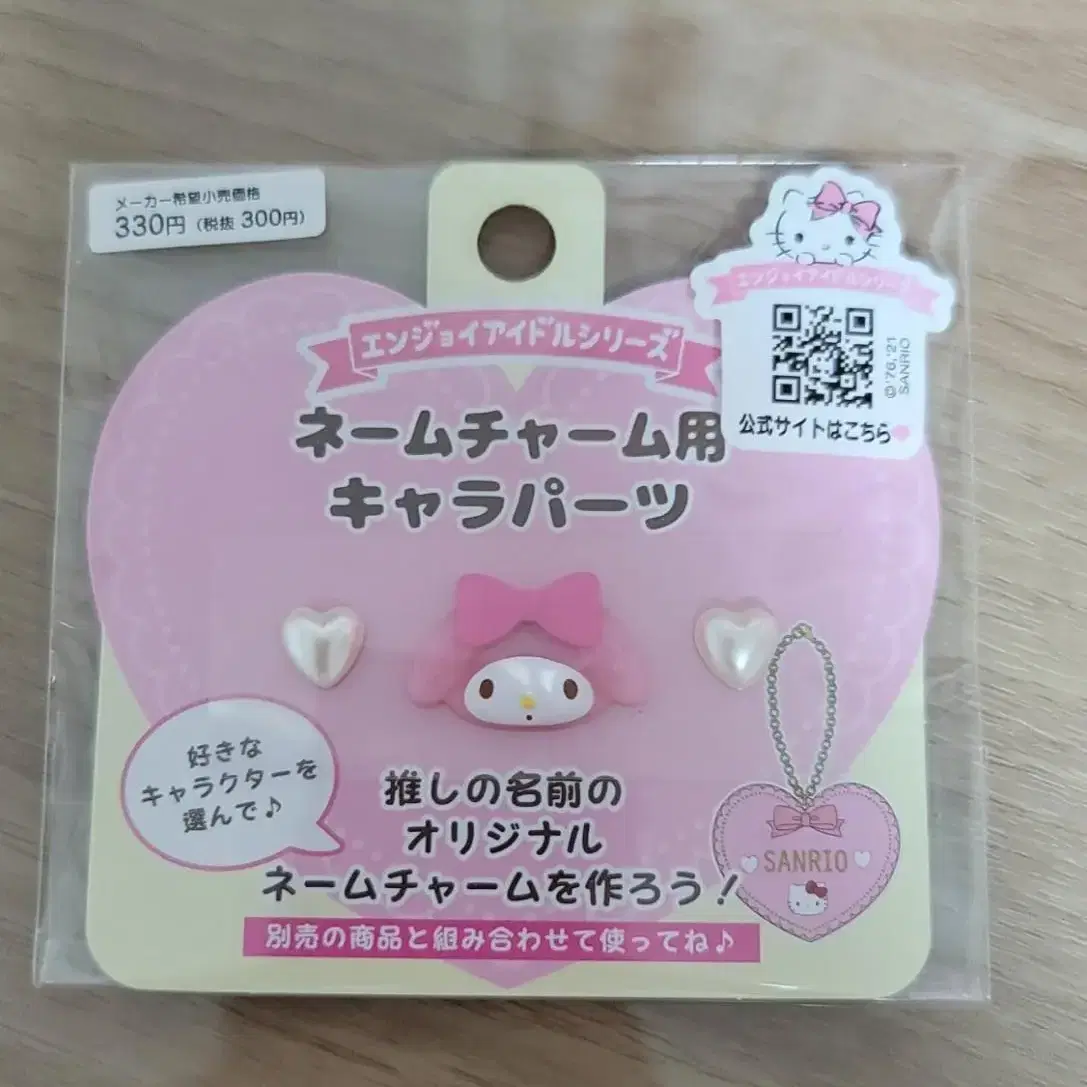 メーカー希望小売価格
330円（税抜 300円）
エンジョイアイドルシリーズ
公式サイトはこちら
©'76,'21
SANRIO
エンジョイアイドルシリーズ
ネームチャーム用
キャラパーツ
好きな
キャラクターを
選んで♪
推しの名前の
オリジナル
ネームチャームを作ろう！
SANRIO
別売の商品と組み合わせて使ってね♪